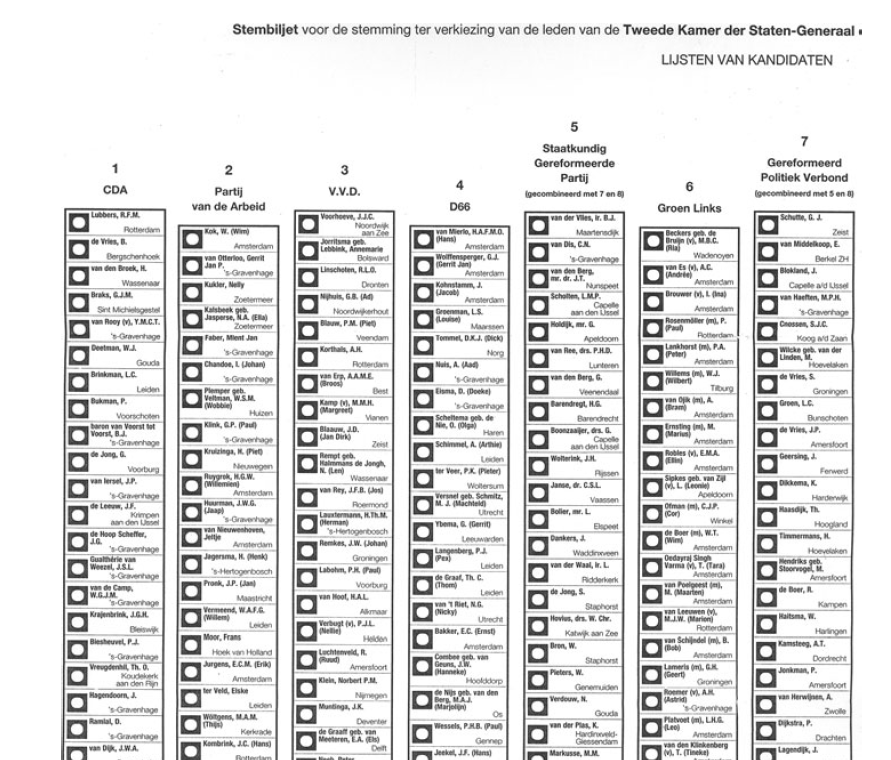 Stembiljet voor de stemming ter verkiezing van de leden van de Tweede Kamer der Staten-Generaal
LIJSTEN VAN KANDIDATEN
1
CDA
Lubbers, R.F.M.
Rotterdam
de Vries, B.
Bergschenhoek
van den Broek, H.
Wassenaar
Braks, G.J.M.
Sint Michielsgestel
van Rooy (v), Y.M.C.T.
's-Gravenhage
Deetman, W.J.
Gouda
Brinkman, L.C.
Leiden
Bukman, P.
Voorschoten
baron van Voorst tot
Voorst, B.J.
's-Gravenhage
de Jong, G.
Voorburg
van Iersel, J.P.
's-Gravenhage
de Leeuw, J.F.
Krimpen
aan den IJssel
de Hoop Scheffer,
J.G.
's-Gravenhage
Gualthérie van
Weezel, J.S.L.
's-Gravenhage
van de Camp,
W.G.J.M.
's-Gravenhage
Krajenbrink, J.G.H.
Bleiswijk
Biesheuvel, P.J.
's-Gravenhage
Vreugdenhil, Th. O.
Koudekerk
aan den Rijn
Hagendoorn, J.
's-Gravenhage
Ramlal, D.
's-Gravenhage
van Dijk, J.W.A.
2
Partij
van de Arbeid
Kok, W. (Wim)
Amsterdam
van Otterloo, Gerrit
Jan P.
's-Gravenhage
Kukler, Nelly
Zoetermeer
Kalsbeek geb.
Jasperse, N.A. (Ella)
Zoetermeer
Faber, Mient Jan
's-Gravenhage
Chandoe, I. (Johan)
's-Gravenhage
Plemper geb.
Veltman, W.S.M.
(Wobbie)
Huizen
Klink, G.P. (Paul)
's-Gravenhage
Kruizinga, H. (Piet)
Nieuwegen
Ruygrok, H.G.W.
(Willemien)
Amsterdam
Huurman, J.W.G.
(Jaap)
's-Gravenhage
van Nieuwenhoven,
Jeltje
Amsterdam
Jagersma, H. (Henk)
's-Hertogenbosch
Pronk, J.P. (Jan)
Maastricht
Vermeend, W.A.F.G.
(Willem)
Leiden
Moor, Frans
Hoek van Holland
Jurgens, E.C.M. (Erik)
Amsterdam
ter Veld, Elske
Leiden
Wöltgens, M.A.M.
(Thijs)
Kerkrade
Kombrink, J.C. (Hans)
Rotterdam
3
V.V.D.
Voorhoeve, J.J.C.
Noordwijk
aan Zee
Jorritsma geb.
Lebbink, Annemarie
Bolsward
Linschoten, R.L.O.
Dronten
Nijhuis, G.B. (Ad)
Noordwijkerhout
Blauw, P.M. (Piet)
Veendam
Korthals, A.H.
Rotterdam
van Erp, A.A.M.E.
(Broos)
Best
Kamp (v), M.M.H.
(Margreet)
Vianen
Blaauw, J.D.
(Jan Dirk)
Zeist
Rempt geb.
Halmmans de Jongh,
N. (Len)
Wassenaar
van Rey, J.F.B. (Jos)
Roermond
Lauxtermann, H.Th.M.
(Herman)
's-Hertogenbosch
Remkes, J.W. (Johan)
Groningen
Labohm, P.H. (Paul)
Voorburg
van Hoof, H.A.L.
Alkmaar
Verbugt (v), P.J.L.
(Nellie)
Helden
Luchtenveld, R.
(Ruud)
Amersfoort
Klein, Norbert P.M.
Nijmegen
Muntinga, J.K.
Deventer
de Graaff geb. van
Meeteren, E.A. (Els)
Delft
4
D66
van Mierlo, H.A.F.M.O.
(Hans)
Amsterdam
Wolffensperger, G.J.
(Gerrit Jan)
Amsterdam
Kohnstamm, J.
(Jacob)
Amsterdam
Groenman, L.S.
(Louise)
Maarssen
Tommel, D.K.J. (Dick)
Norg
Nuis, A. (Aad)
's-Gravenhage
Eisma, D. (Doeke)
's-Gravenhage
Scheltema geb. de
Nie, O. (Olga)
Haren
Schimmel, A. (Arthie)
Leiden
ter Veer, P.K. (Pieter)
Woltersum
Versnel geb. Schmitz,
M. J. (Machteld)
Utrecht
Ybema, G. (Gerrit)
Leeuwarden
Langenberg, P.J.
(Pex)
Leiden
de Graaf, Th. C.
(Thom)
Leiden
van 't Riet, N.G.
(Nicky)
Utrecht
Bakker, E.C. (Ernst)
Amsterdam
Combee geb. van
Geuns, J.W.
(Hanneke)
Hoofddorp
de Nijs geb. van den
Berg, M.A.J.
(Marjolijn)
Os
Wessels, P.H.B. (Paul)
Gennep
Jeekel, J.F. (Hans)
5
Staatkundig
Gereformeerde
Partij
(gecombineerd met 7 en 8)
van der Vlies, ir. B.J.
Maartensdijk
van Dis, C.N.
's-Gravenhage
van den Berg,
mr. dr. J.T.
Nunspeet
Scholten, L.M.P.
Capelle
aan den IJssel
Holdijk, mr. G.
Apeldoorn
van Ree, drs. P.H.D.
Lunteren
van den Berg, G.
Veenendaal
Barendregt, H.G.
Barendrecht
Boonzaaijer, drs. G.
Capelle
aan den IJssel
Wolterink, J.H.
Rijssen
Janse, dr. C.S.L.
Vaassen
Bolier, mr. L.
Elspeet
Dankers, J.
Waddinxveen
van der Waal, ir. L.
Ridderkerk
de Jong, S.
Staphorst
Hovius, drs. W. Chr.
Katwijk aan Zee
Bron, W.
Staphorst
Pieters, W.
Genemuiden
Verdouw, N.
Gouda
van der Plas, K.
Hardinxveld-
Giessendam
Markusse, M.M.
6
Groen Links
Beckers geb. de
Bruijn (v), M.B.C.
(Ria)
Wadenoyen
van Es (v), A.C.
(Andrée)
Amsterdam
Brouwer (v), I. (Ina)
Amsterdam
Rosenmöller (m), P.
(Paul)
Rotterdam
Lankhorst (m), P.A.
(Peter)
Amsterdam
Willems (m), W.J.
(Wilbert)
Tilburg
van Ojik (m), A.
(Bram)
Amsterdam
Ernsting (m), M.
(Marius)
Amsterdam
Robles (v), E.M.A.
(Ellin)
Amsterdam
Sipkes geb. van Zijl
(v), L. (Leonie)
Apeldoorn
Ofman (m), C.J.P.
(Cor)
Winkel
de Boer (m), W.T.
(Wim)
Amsterdam
Oedayraj Singh
Varma (v), T. (Tara)
Amsterdam
van Poelgeest (m),
M. (Maarten)
Amsterdam
van Leeuwen (v),
M.J.W. (Marion)
Rotterdam
van Schijndel (m), B.
(Bob)
Amsterdam
Lameris (m), G.H.
(Geert)
Groningen
Roemer (v), A.H.
(Astrid)
's-Gravenhage
Platvoet (m), L.H.G.
(Leo)
Amsterdam
van den Klinkenberg
(v), T. (Tineke)
Amsterdam
7
Gereformeerd
Politiek Verbond
(gecombineerd met 5 en 8)
Schutte, G. J.
Zeist
van Middelkoop, E.
Berkel ZH
Blokland, J.
Capelle a/d IJssel
van Haeften, M.P.H.
's-Gravenhage
Cnossen, S.J.C.
Koog a/d Zaan
Wilcke geb. van der
Linden, M.
Hoevelaken
de Vries, S.
Groningen
Groen, L.C.
Bunschoten
de Vries, J.P.
Amersfoort
Geersing, J.
Ferwerd
Dikkema, K.
Harderwijk
Haasdijk, Th.
Hoogland
Timmermans, H.
Hoevelaken
Hendriks geb.
Stoorvogel, M.
Amersfoort
de Boer, R.
Kampen
Haitsma, W.
Harlingen
Kamsteeg, A.T.
Dordrecht
Jonkman, P.
Amersfoort
van Herwijnen, A.
Zwolle
Dijkstra, P.
Drachten
Lagendijk, J.